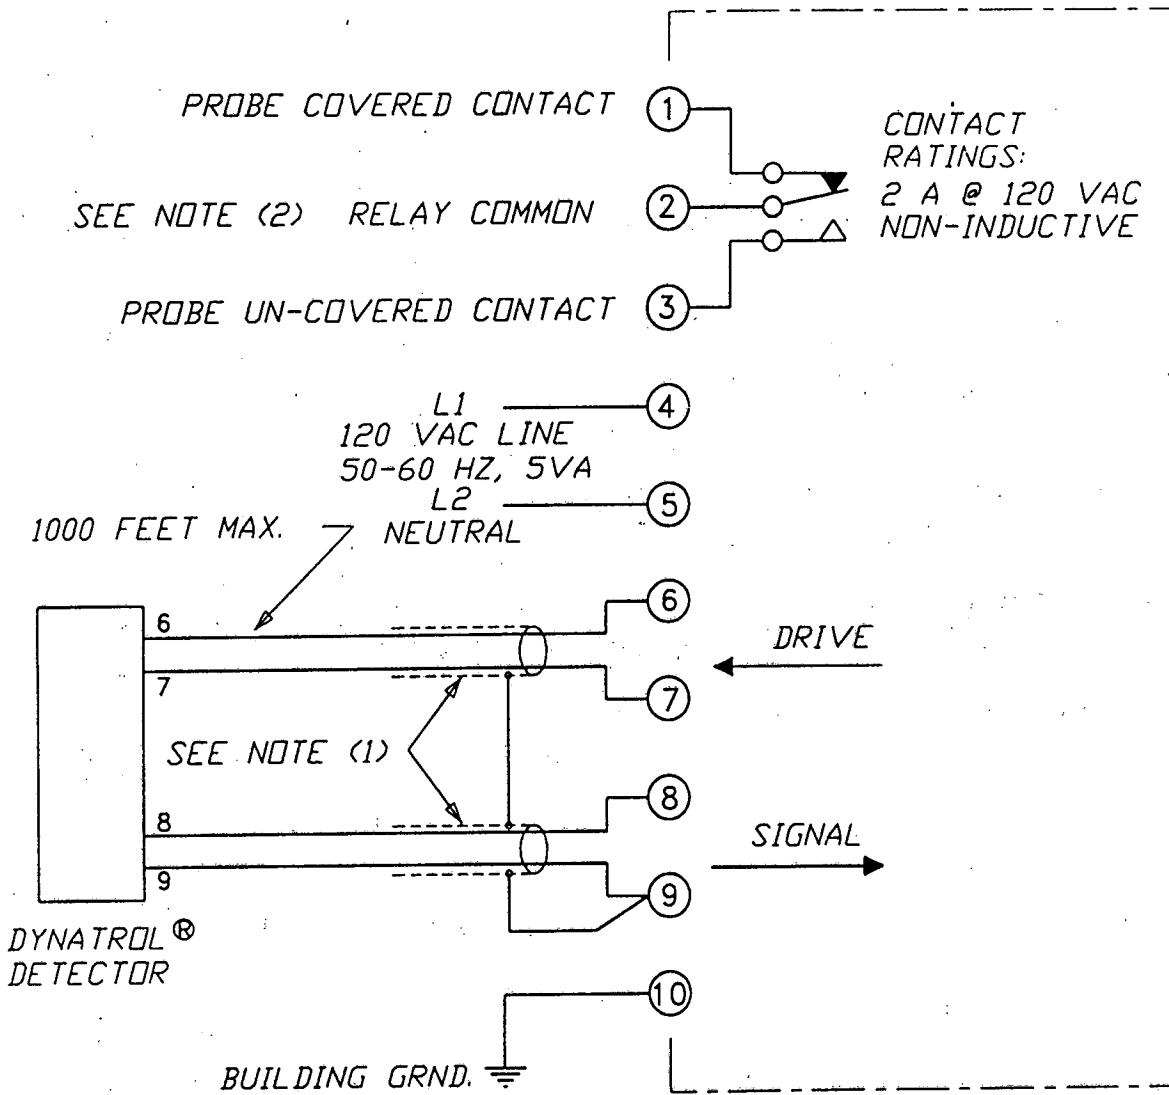 PROBE COVERED CONTACT 1
CONTACT
RATINGS:
2 A @ 120 VAC
NON-INDUCTIVE
SEE NOTE (2) RELAY COMMON 2
PROBE UN-COVERED CONTACT 3
L1 4
120 VAC LINE
50-60 HZ, 5VA
L2 5
NEUTRAL
1000 FEET MAX.
6
6
7
7
DRIVE
SEE NOTE (1)
8
8
9
9
SIGNAL
DYNATROL®
DETECTOR
10
BUILDING GRND.